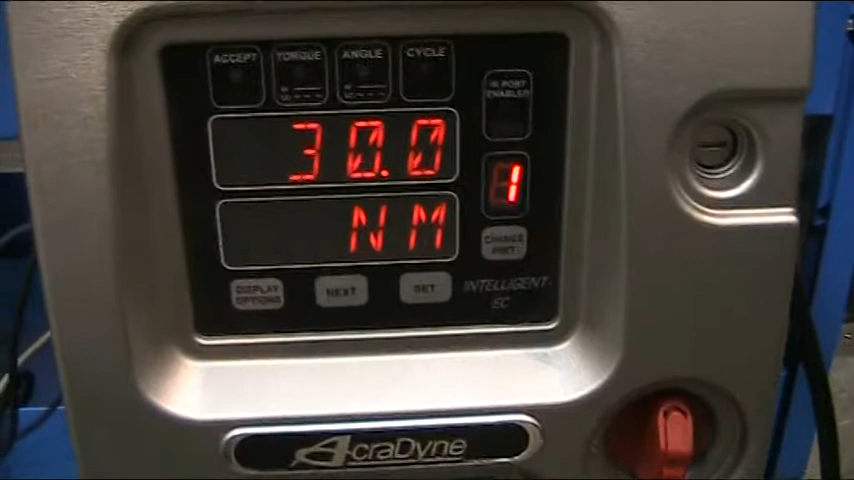 ACCEPT TORQUE ANGLE CYCLE
IN PORT
ENABLED
30.0
1
NM
CHANGE
PORT
DISPLAY
OPTIONS
NEXT
SET
INTELLIGENT
EC
AcraDyne